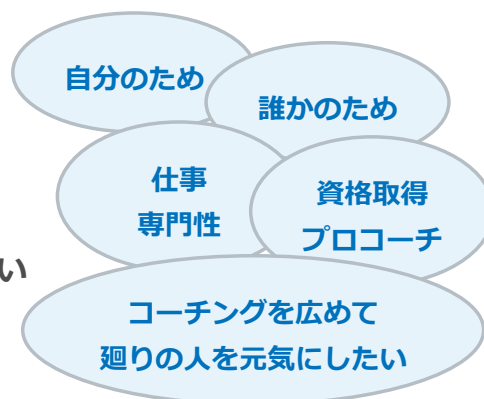 自分のため
誰かのため
仕事
専門性
資格取得
プロコーチ
い
コーチングを広めて
廻りの人を元気にしたい